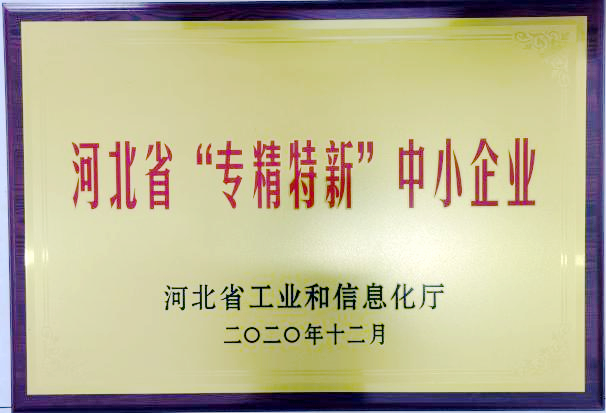 河北省“专精特新”中小企业
河北省工业和信息化厅
二〇二〇年十二月